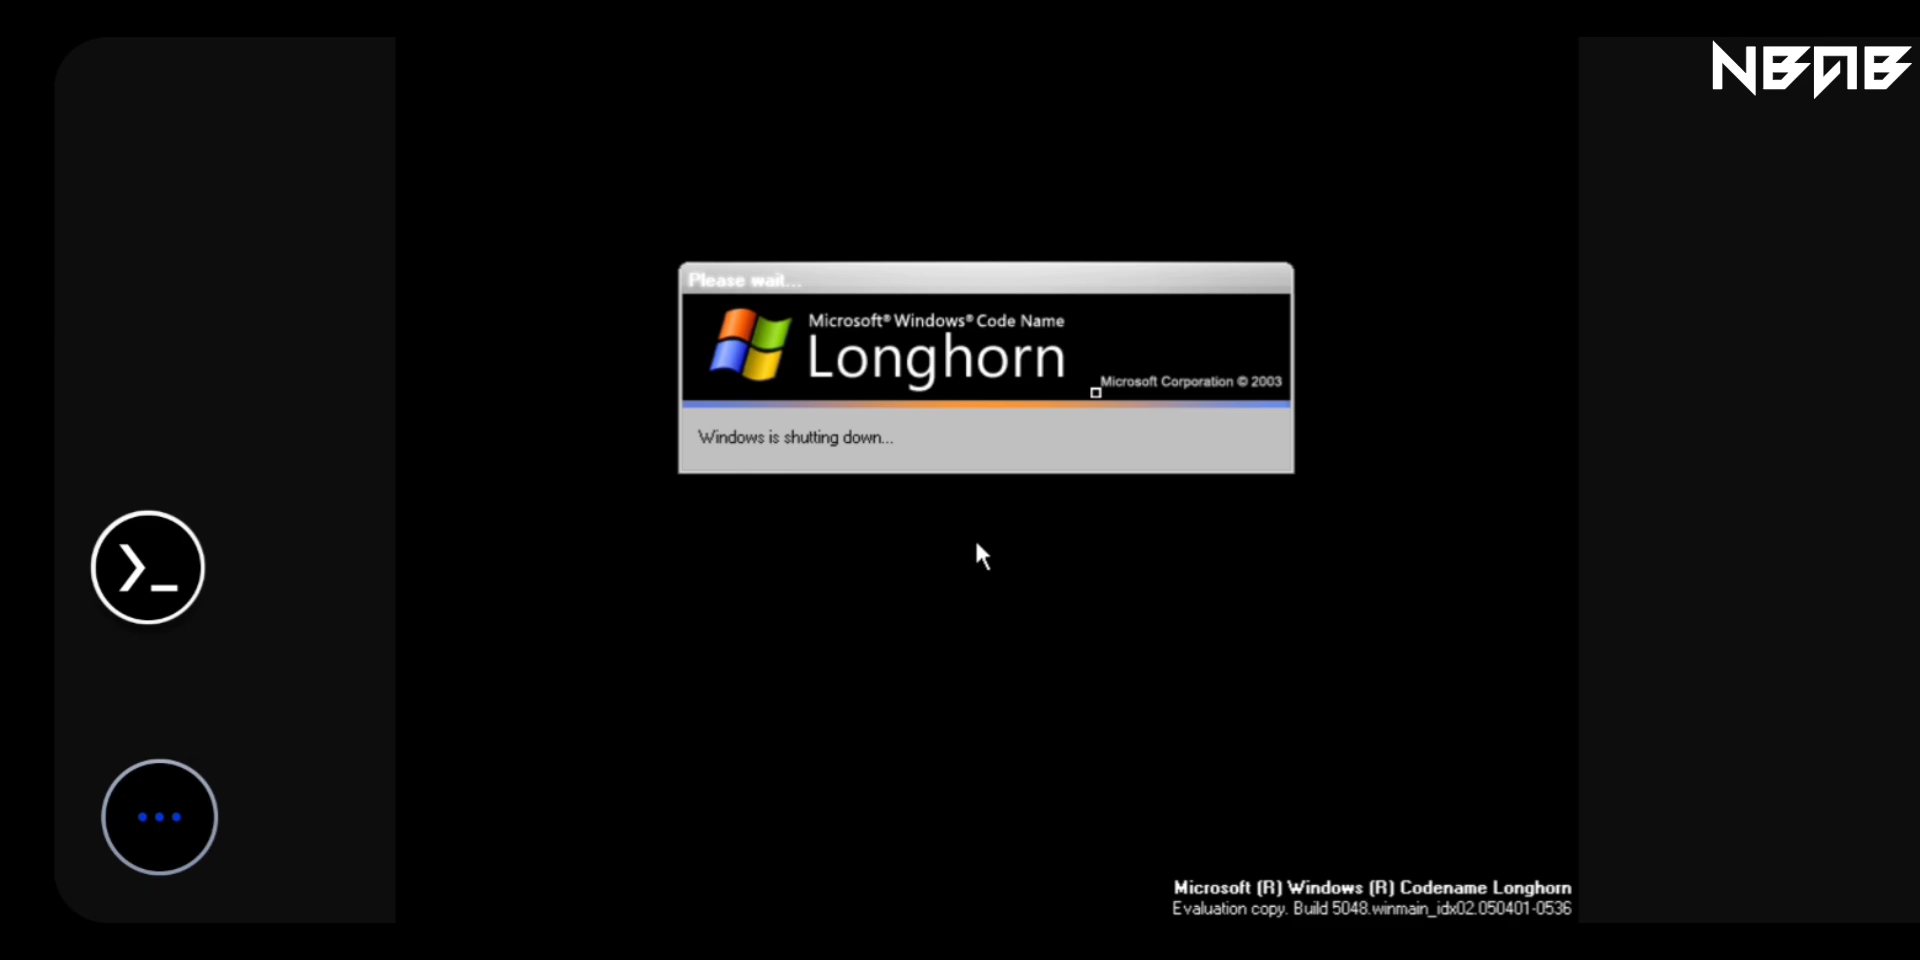 NBAB
Please wait...
Microsoft® Windows® Code Name
Longhorn
Microsoft Corporation © 2003
Windows is shutting down...
Microsoft (R) Windows (R) Codename Longhorn
Evaluation copy. Build 5048.winmain_idx02.050401-0536